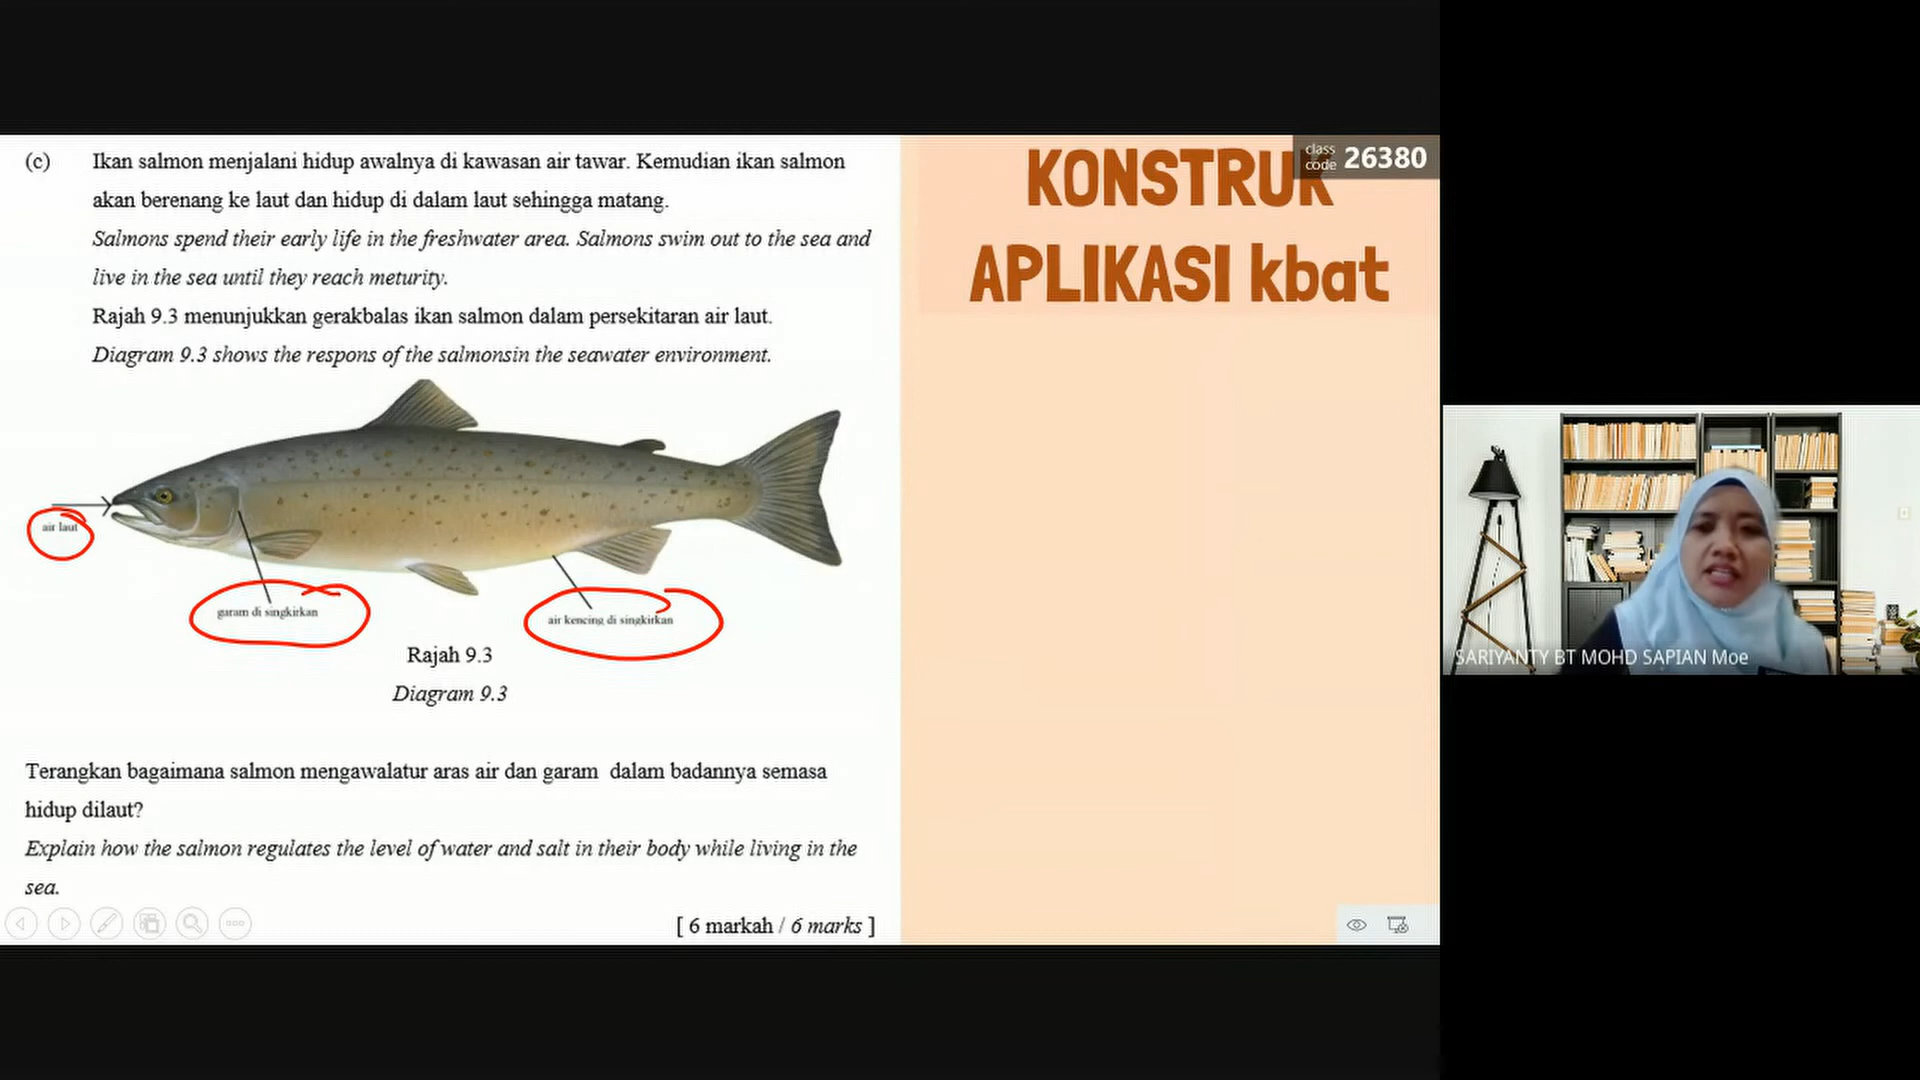 (c) Ikan salmon menjalani hidup awalnya di kawasan air tawar. Kemudian ikan salmon
akan berenang ke laut dan hidup di dalam laut sehingga matang.
Salmons spend their early life in the freshwater area. Salmons swim out to the sea and
live in the sea until they reach meturity.
Rajah 9.3 menunjukkan gerakbalas ikan salmon dalam persekitaran air laut.
Diagram 9.3 shows the respons of the salmonsin the seawater environment.
air laut
garam di singkirkan
air kencing di singkirkan
Rajah 9.3
Diagram 9.3
Terangkan bagaimana salmon mengawalatur aras air dan garam dalam badannya semasa
hidup dilaut?
Explain how the salmon regulates the level of water and salt in their body while living in the
sea.
[ 6 markah / 6 marks ]
KONSTRUK
APLIKASI kbat
class
code 26380
SARIYANTY BT MOHD SAPIAN Moe